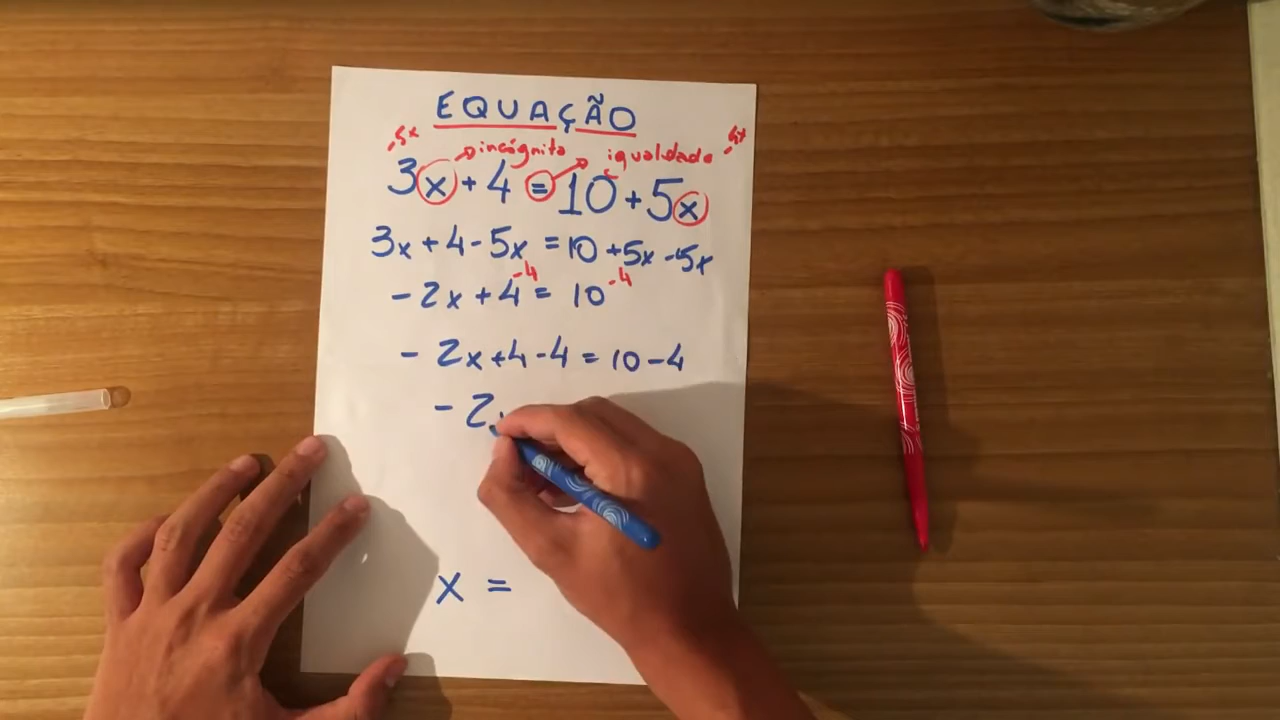 EQUAÇÃO
-5x incógnita igualdade -5x
3x + 4 = 10 + 5x
3x + 4 - 5x = 10 + 5x - 5x
- 2x + 4 -4 = 10 -4
- 2x + 4 - 4 = 10 - 4
- 2x
x =